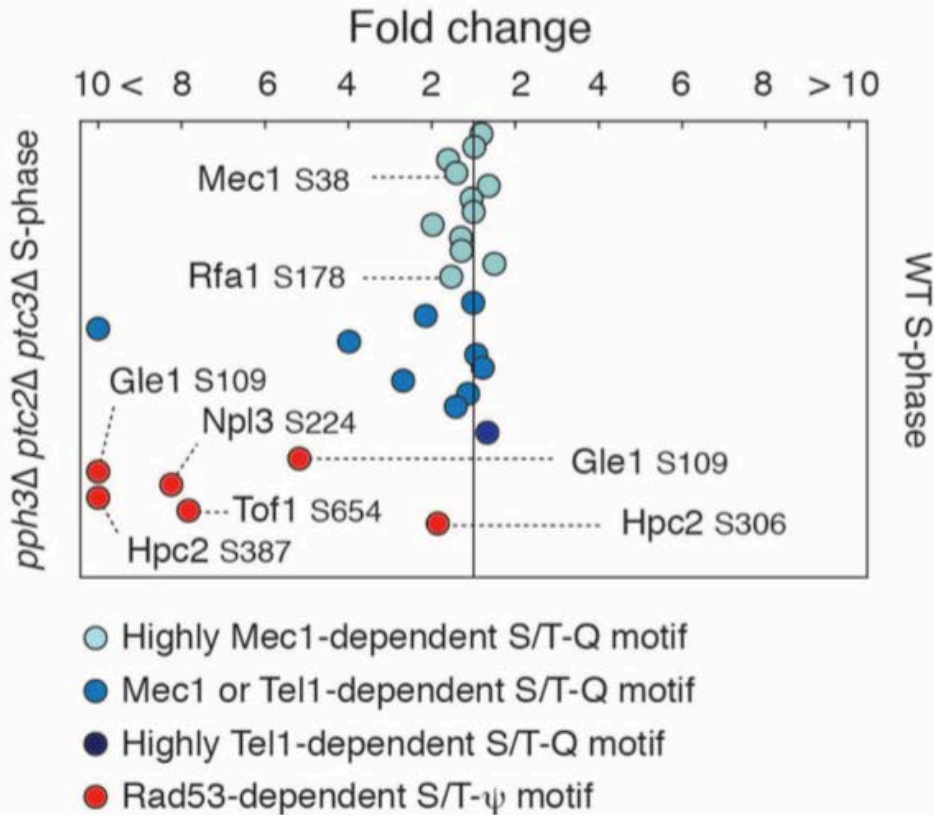 Fold change
10 < 8 6 4 2 2 4 6 8 > 10
pph3Δ ptc2Δ ptc3Δ S-phase
WT S-phase
Mec1 S38
Rfa1 S178
Gle1 S109
Npl3 S224
Gle1 S109
Tof1 S654
Hpc2 S306
Hpc2 S387
Highly Mec1-dependent S/T-Q motif
Mec1 or Tel1-dependent S/T-Q motif
Highly Tel1-dependent S/T-Q motif
Rad53-dependent S/T-ψ motif